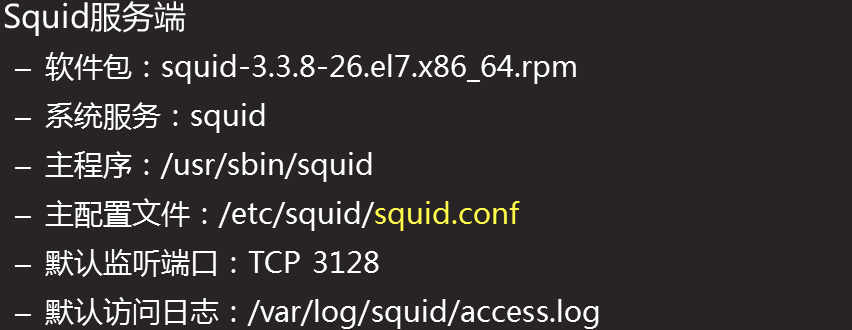 Squid服务端
– 软件包：squid-3.3.8-26.el7.x86_64.rpm
– 系统服务：squid
– 主程序：/usr/sbin/squid
– 主配置文件：/etc/squid/squid.conf
– 默认监听端口：TCP 3128
– 默认访问日志：/var/log/squid/access.log